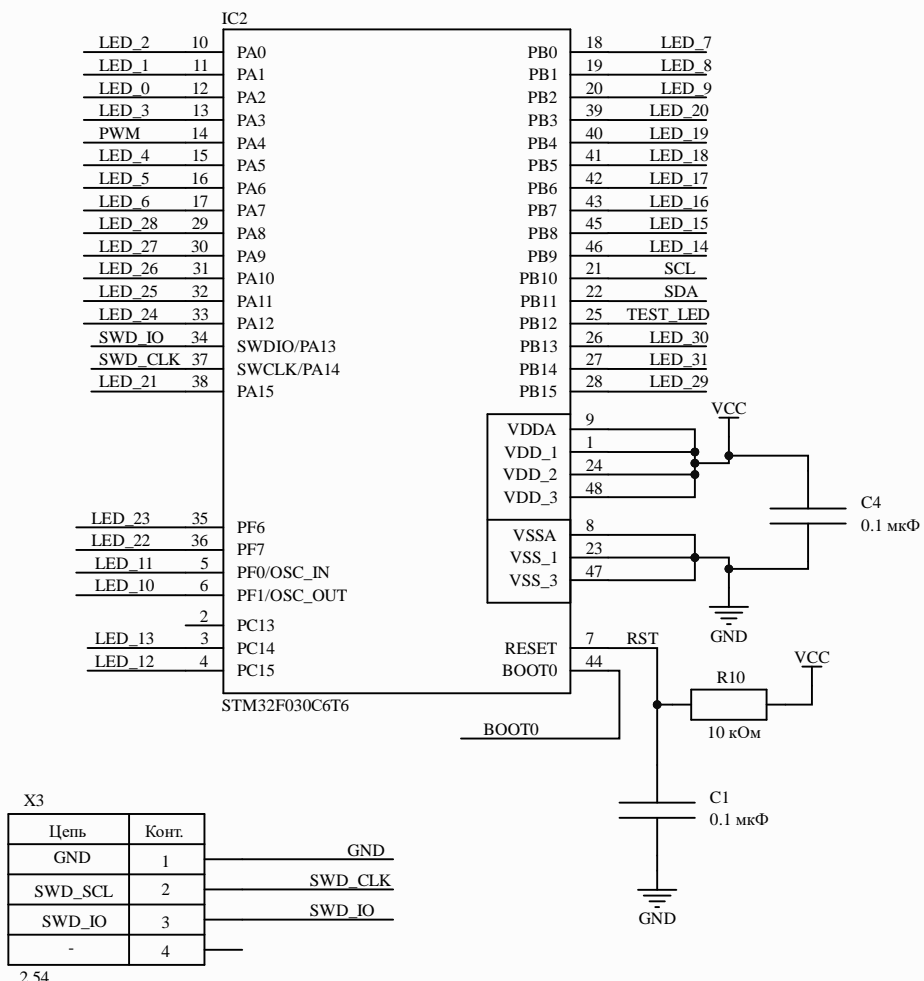 IC2
LED_2 10 PA0 PB0 18 LED_7
LED_1 11 PA1 PB1 19 LED_8
LED_0 12 PA2 PB2 20 LED_9
LED_3 13 PA3 PB3 39 LED_20
PWM 14 PA4 PB4 40 LED_19
LED_4 15 PA5 PB5 41 LED_18
LED_5 16 PA6 PB6 42 LED_17
LED_6 17 PA7 PB7 43 LED_16
LED_28 29 PA8 PB8 45 LED_15
LED_27 30 PA9 PB9 46 LED_14
LED_26 31 PA10 PB10 21 SCL
LED_25 32 PA11 PB11 22 SDA
LED_24 33 PA12 PB12 25 TEST_LED
SWD_IO 34 SWDIO/PA13 PB13 26 LED_30
SWD_CLK 37 SWCLK/PA14 PB14 27 LED_31
LED_21 38 PA15 PB15 28 LED_29
VCC
VDDA 9
VDD_1 1
VDD_2 24
VDD_3 48
C4
0.1 мкФ
LED_23 35 PF6 VSSA 8
LED_22 36 PF7 VSS_1 23
LED_11 5 PF0/OSC_IN VSS_3 47
LED_10 6 PF1/OSC_OUT
GND
2 PC13
LED_13 3 PC14 RESET 7 RST
LED_12 4 PC15 BOOT0 44
VCC
R10
10 кОм
STM32F030C6T6
BOOT0
C1
0.1 мкФ
GND
X3
Цепь Конт.
GND 1 GND
SWD_SCL 2 SWD_CLK
SWD_IO 3 SWD_IO
- 4
2.54